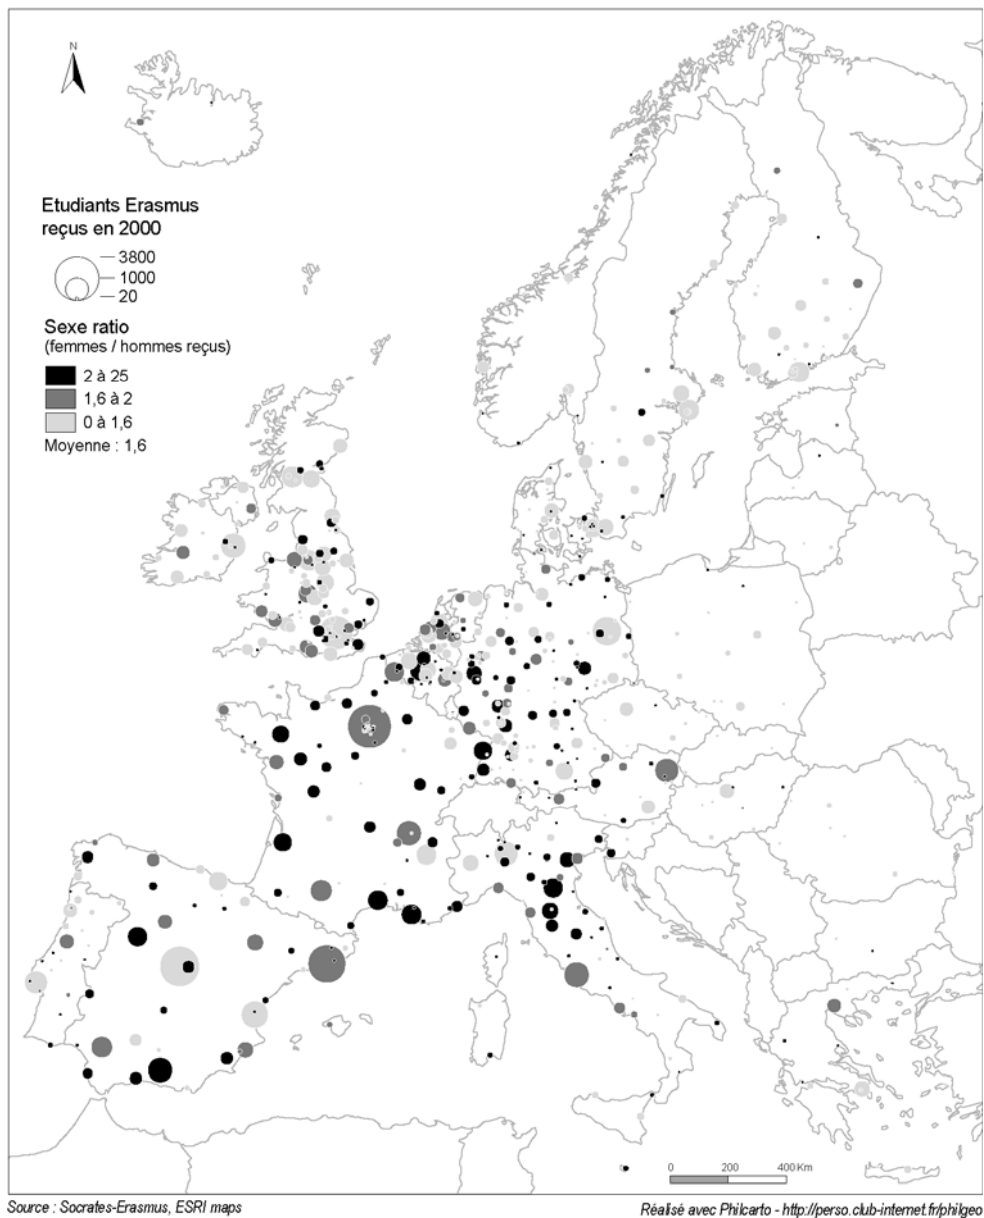 N
Etudiants Erasmus
reçus en 2000
3800
1000
20
Sexe ratio
(femmes / hommes reçus)
2 à 25
1,6 à 2
0 à 1,6
Moyenne : 1,6
0 200 400 Km
Source : Socrates-Erasmus, ESRI maps
Réalisé avec Philcarto - http://perso.club-internet.fr/philgeo